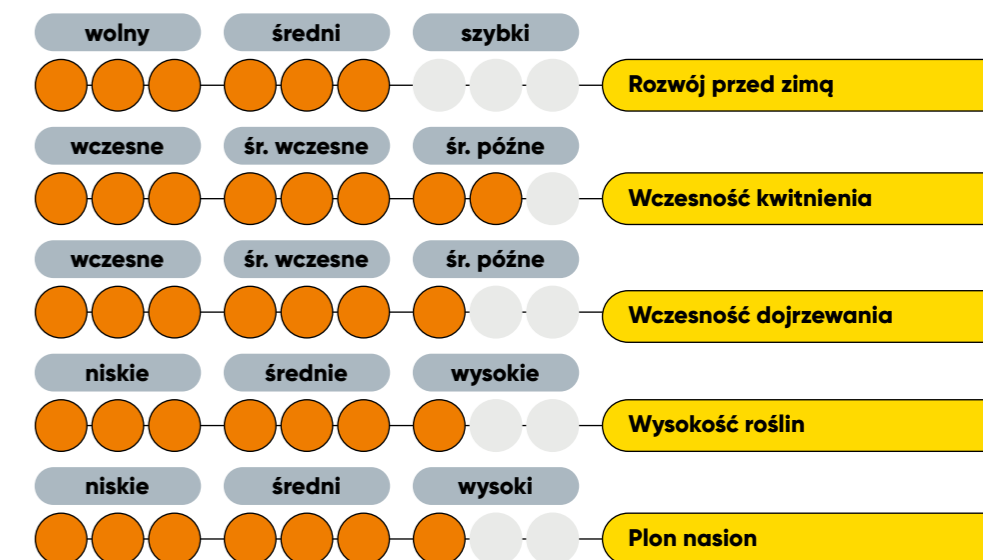 wolny średni szybki
Rozwój przed zimą
wczesne śr. wczesne śr. późne
Wczesność kwitnienia
wczesne śr. wczesne śr. późne
Wczesność dojrzewania
niskie średnie wysokie
Wysokość roślin
niskie średni wysoki
Plon nasion